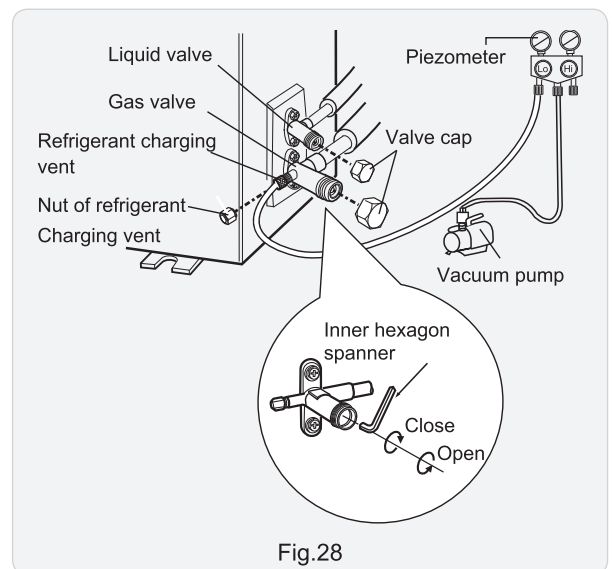 Liquid valve
Gas valve
Refrigerant charging
vent
Nut of refrigerant
Charging vent
Piezometer
Lo
Hi
Valve cap
Vacuum pump
Inner hexagon
spanner
Close
Open
Fig.28